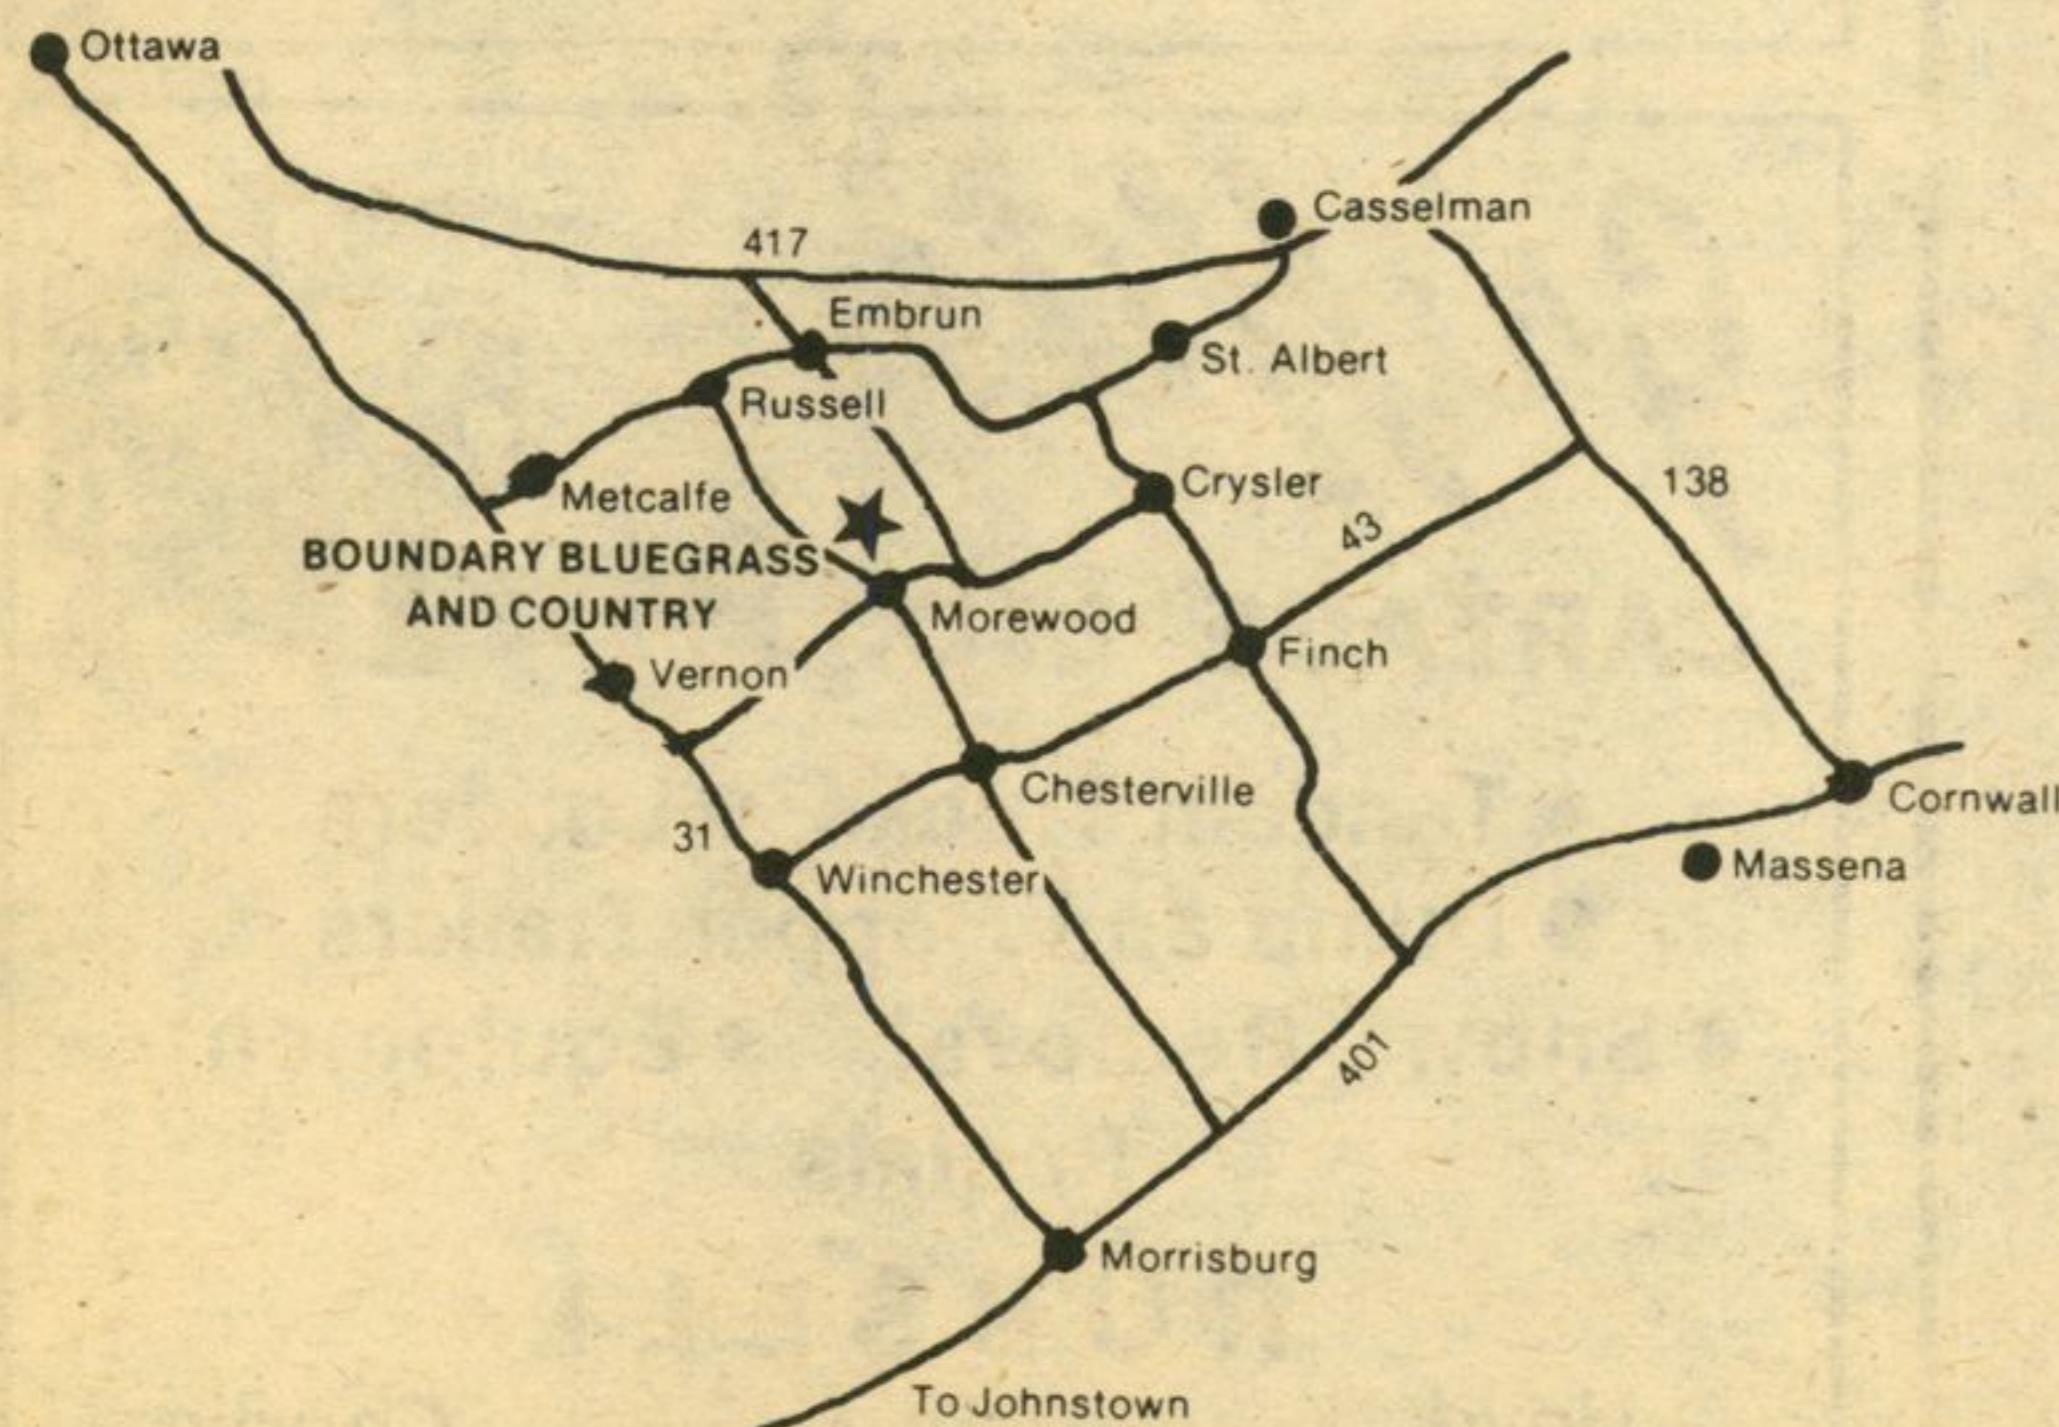 Ottawa
Casselman
417
Embrun
St. Albert
Russell
Metcalfe
Crysler
138
43
BOUNDARY BLUEGRASS
AND COUNTRY
Morewood
Finch
Vernon
Chesterville
Cornwall
31
Winchester
Massena
401
Morrisburg
To Johnstown